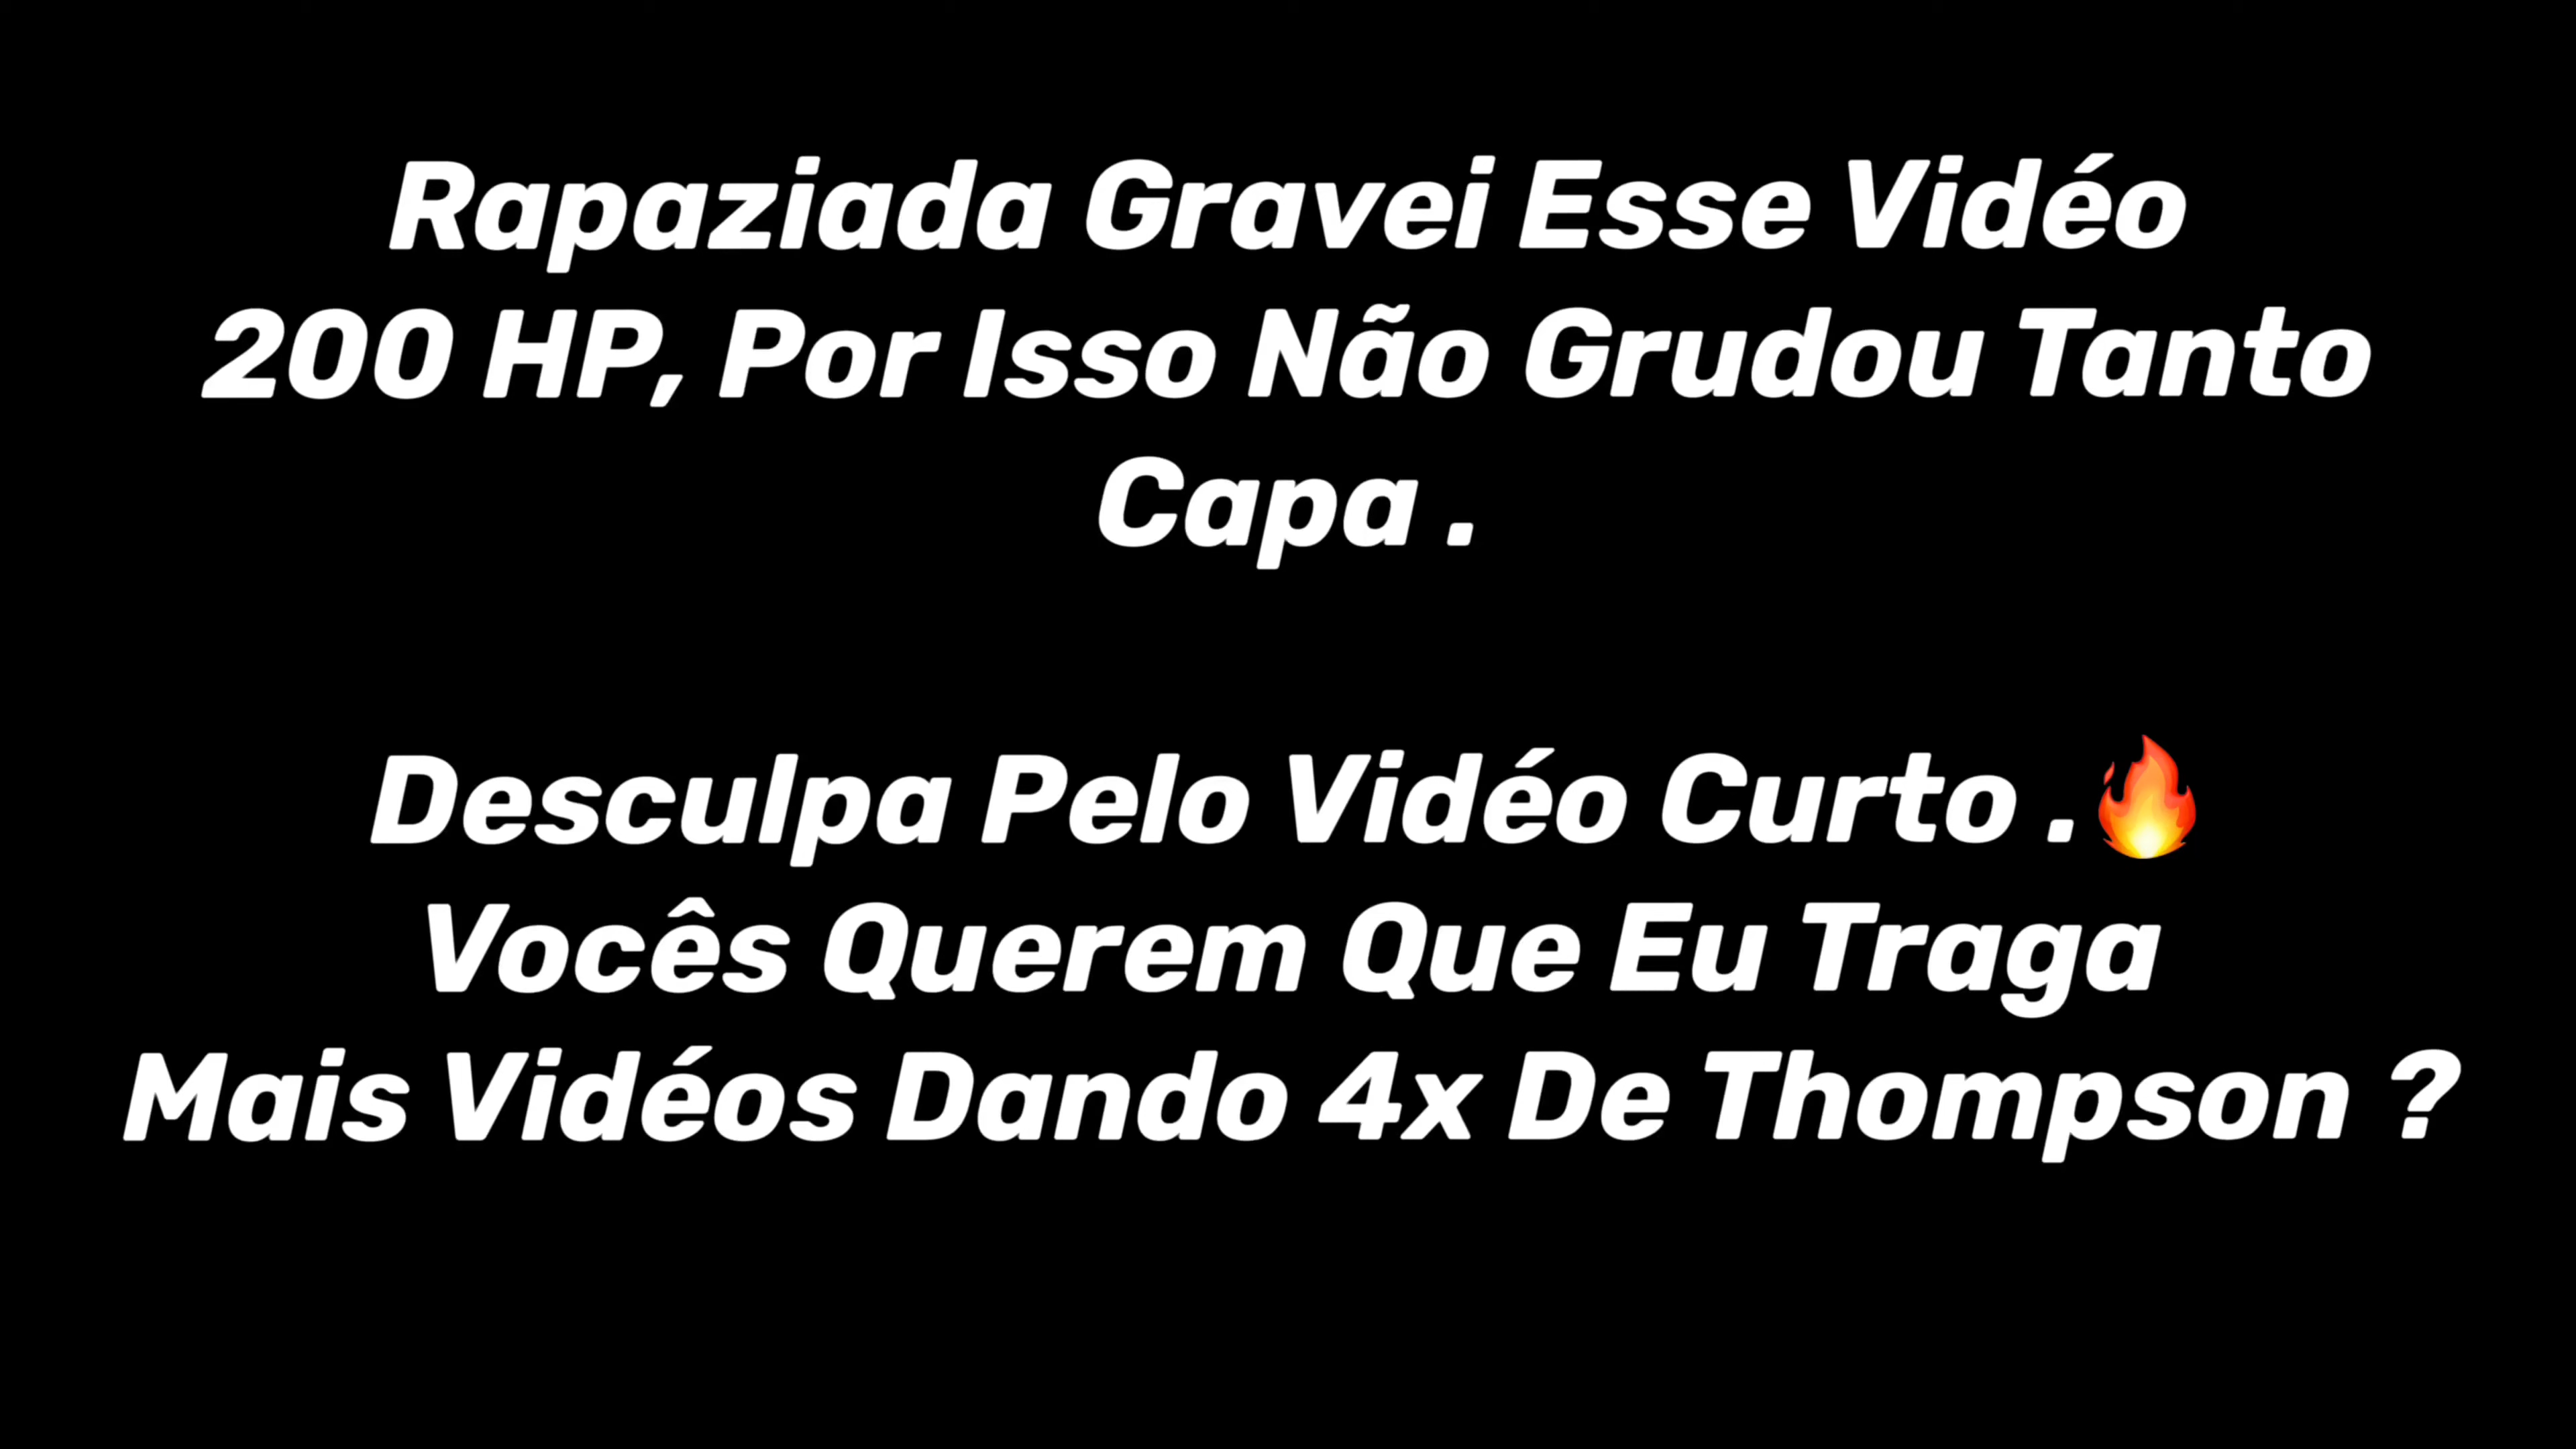 Rapaziada Gravei Esse Vidéo
200 HP, Por Isso Não Grudou Tanto
Capa .
Desculpa Pelo Vidéo Curto .🔥
Vocês Querem Que Eu Traga
Mais Vidéos Dando 4x De Thompson ?